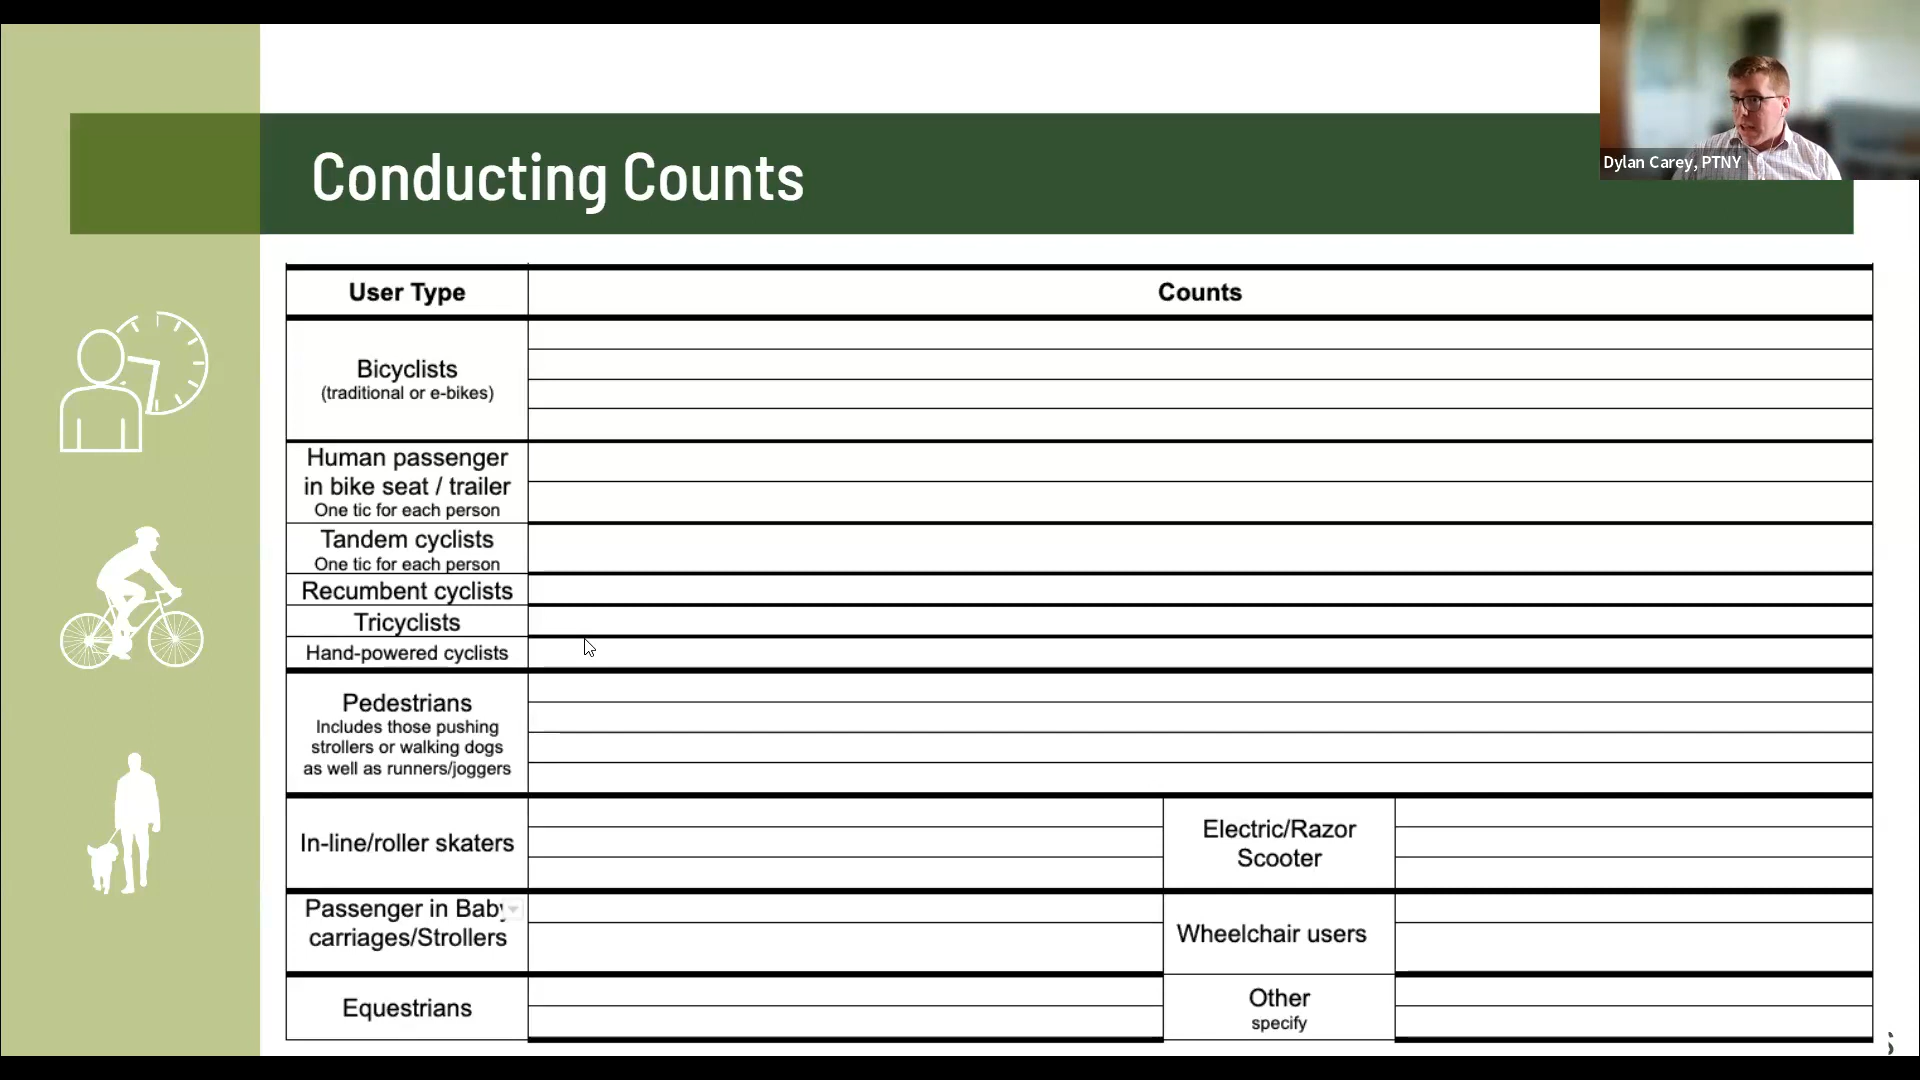 Dylan Carey, PTNY
Conducting Counts
User Type Counts
Bicyclists
(traditional or e-bikes)
Human passenger
in bike seat / trailer
One tic for each person
Tandem cyclists
One tic for each person
Recumbent cyclists
Tricyclists
Hand-powered cyclists
Pedestrians
Includes those pushing
strollers or walking dogs
as well as runners/joggers
In-line/roller skaters
Electric/Razor
Scooter
Passenger in Baby
carriages/Strollers
Wheelchair users
Equestrians
Other
specify